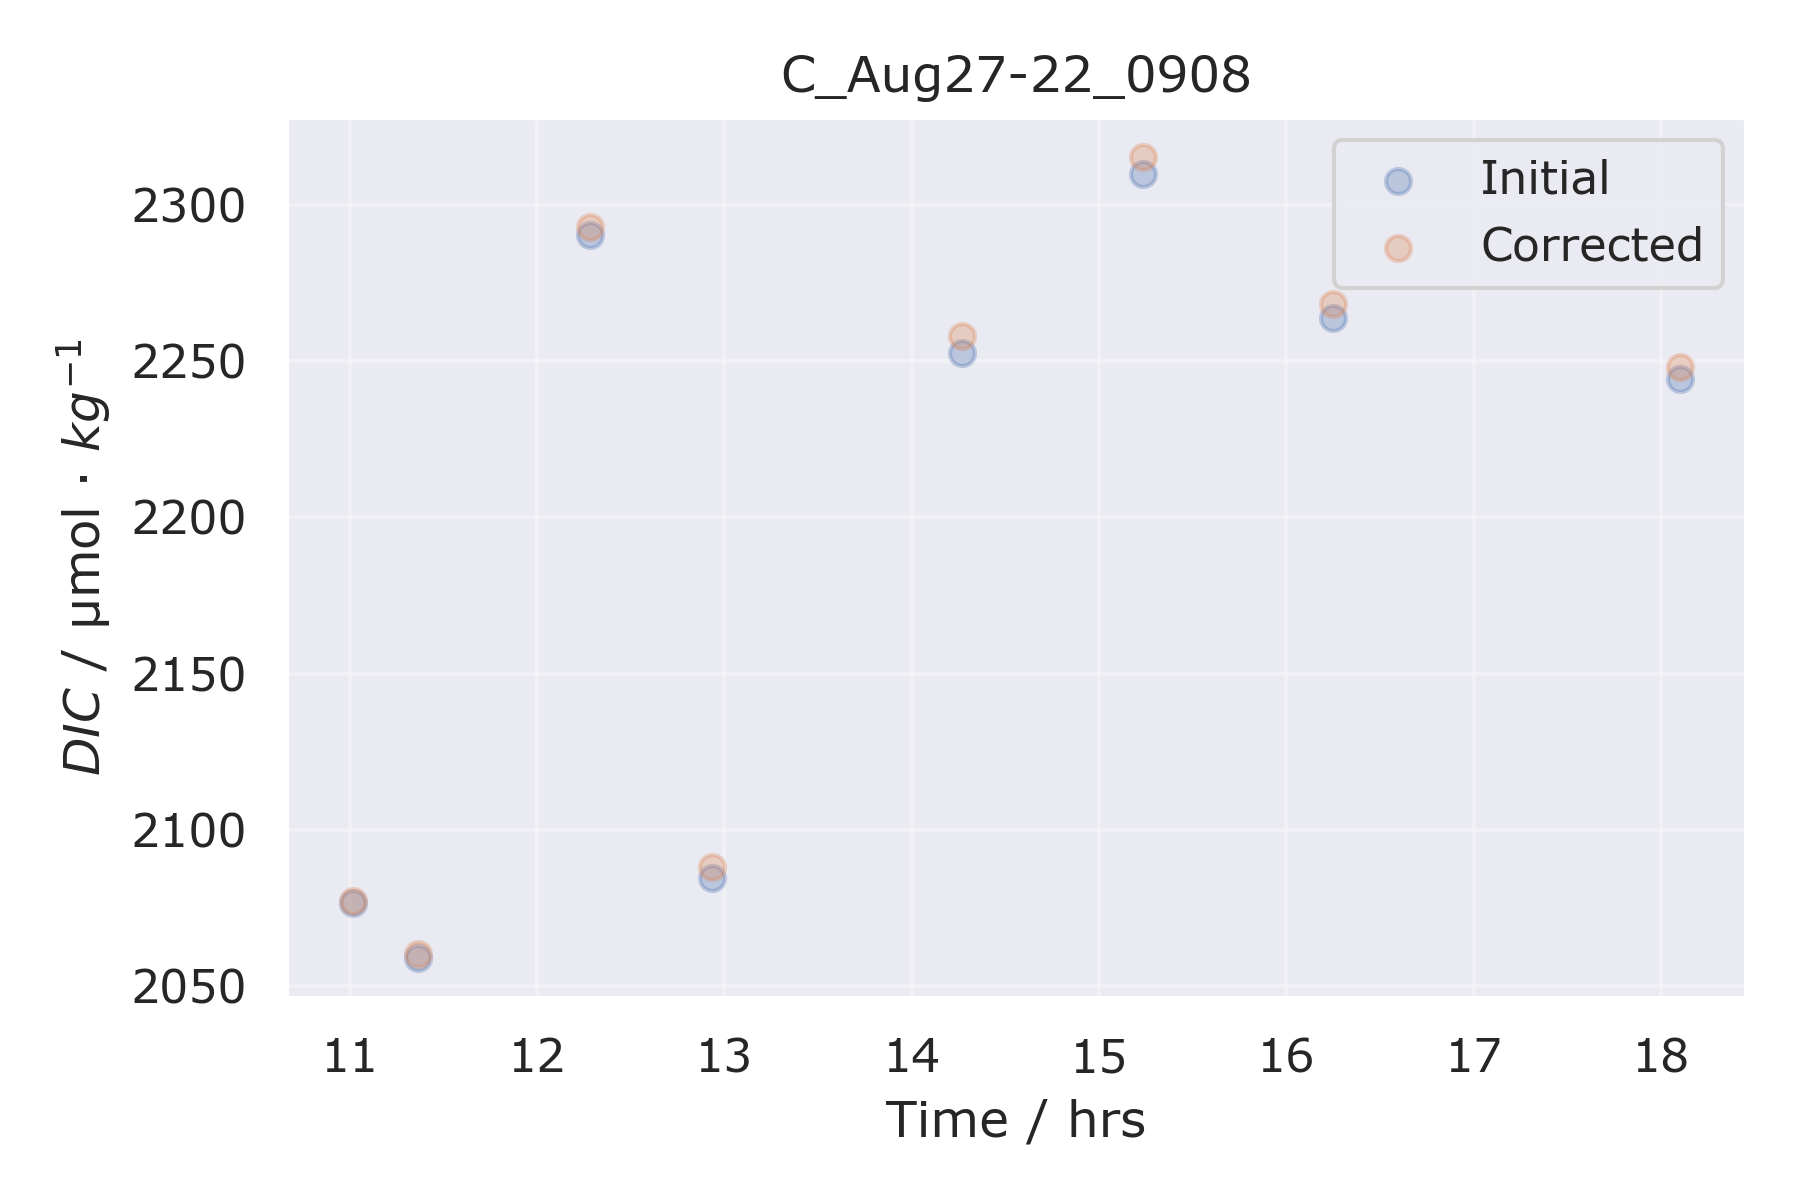 C_Aug27-22_0908
Initial
Corrected
2300
2250
2200
2150
2100
2050
DIC / µmol · kg⁻¹
11 12 13 14 15 16 17 18
Time / hrs